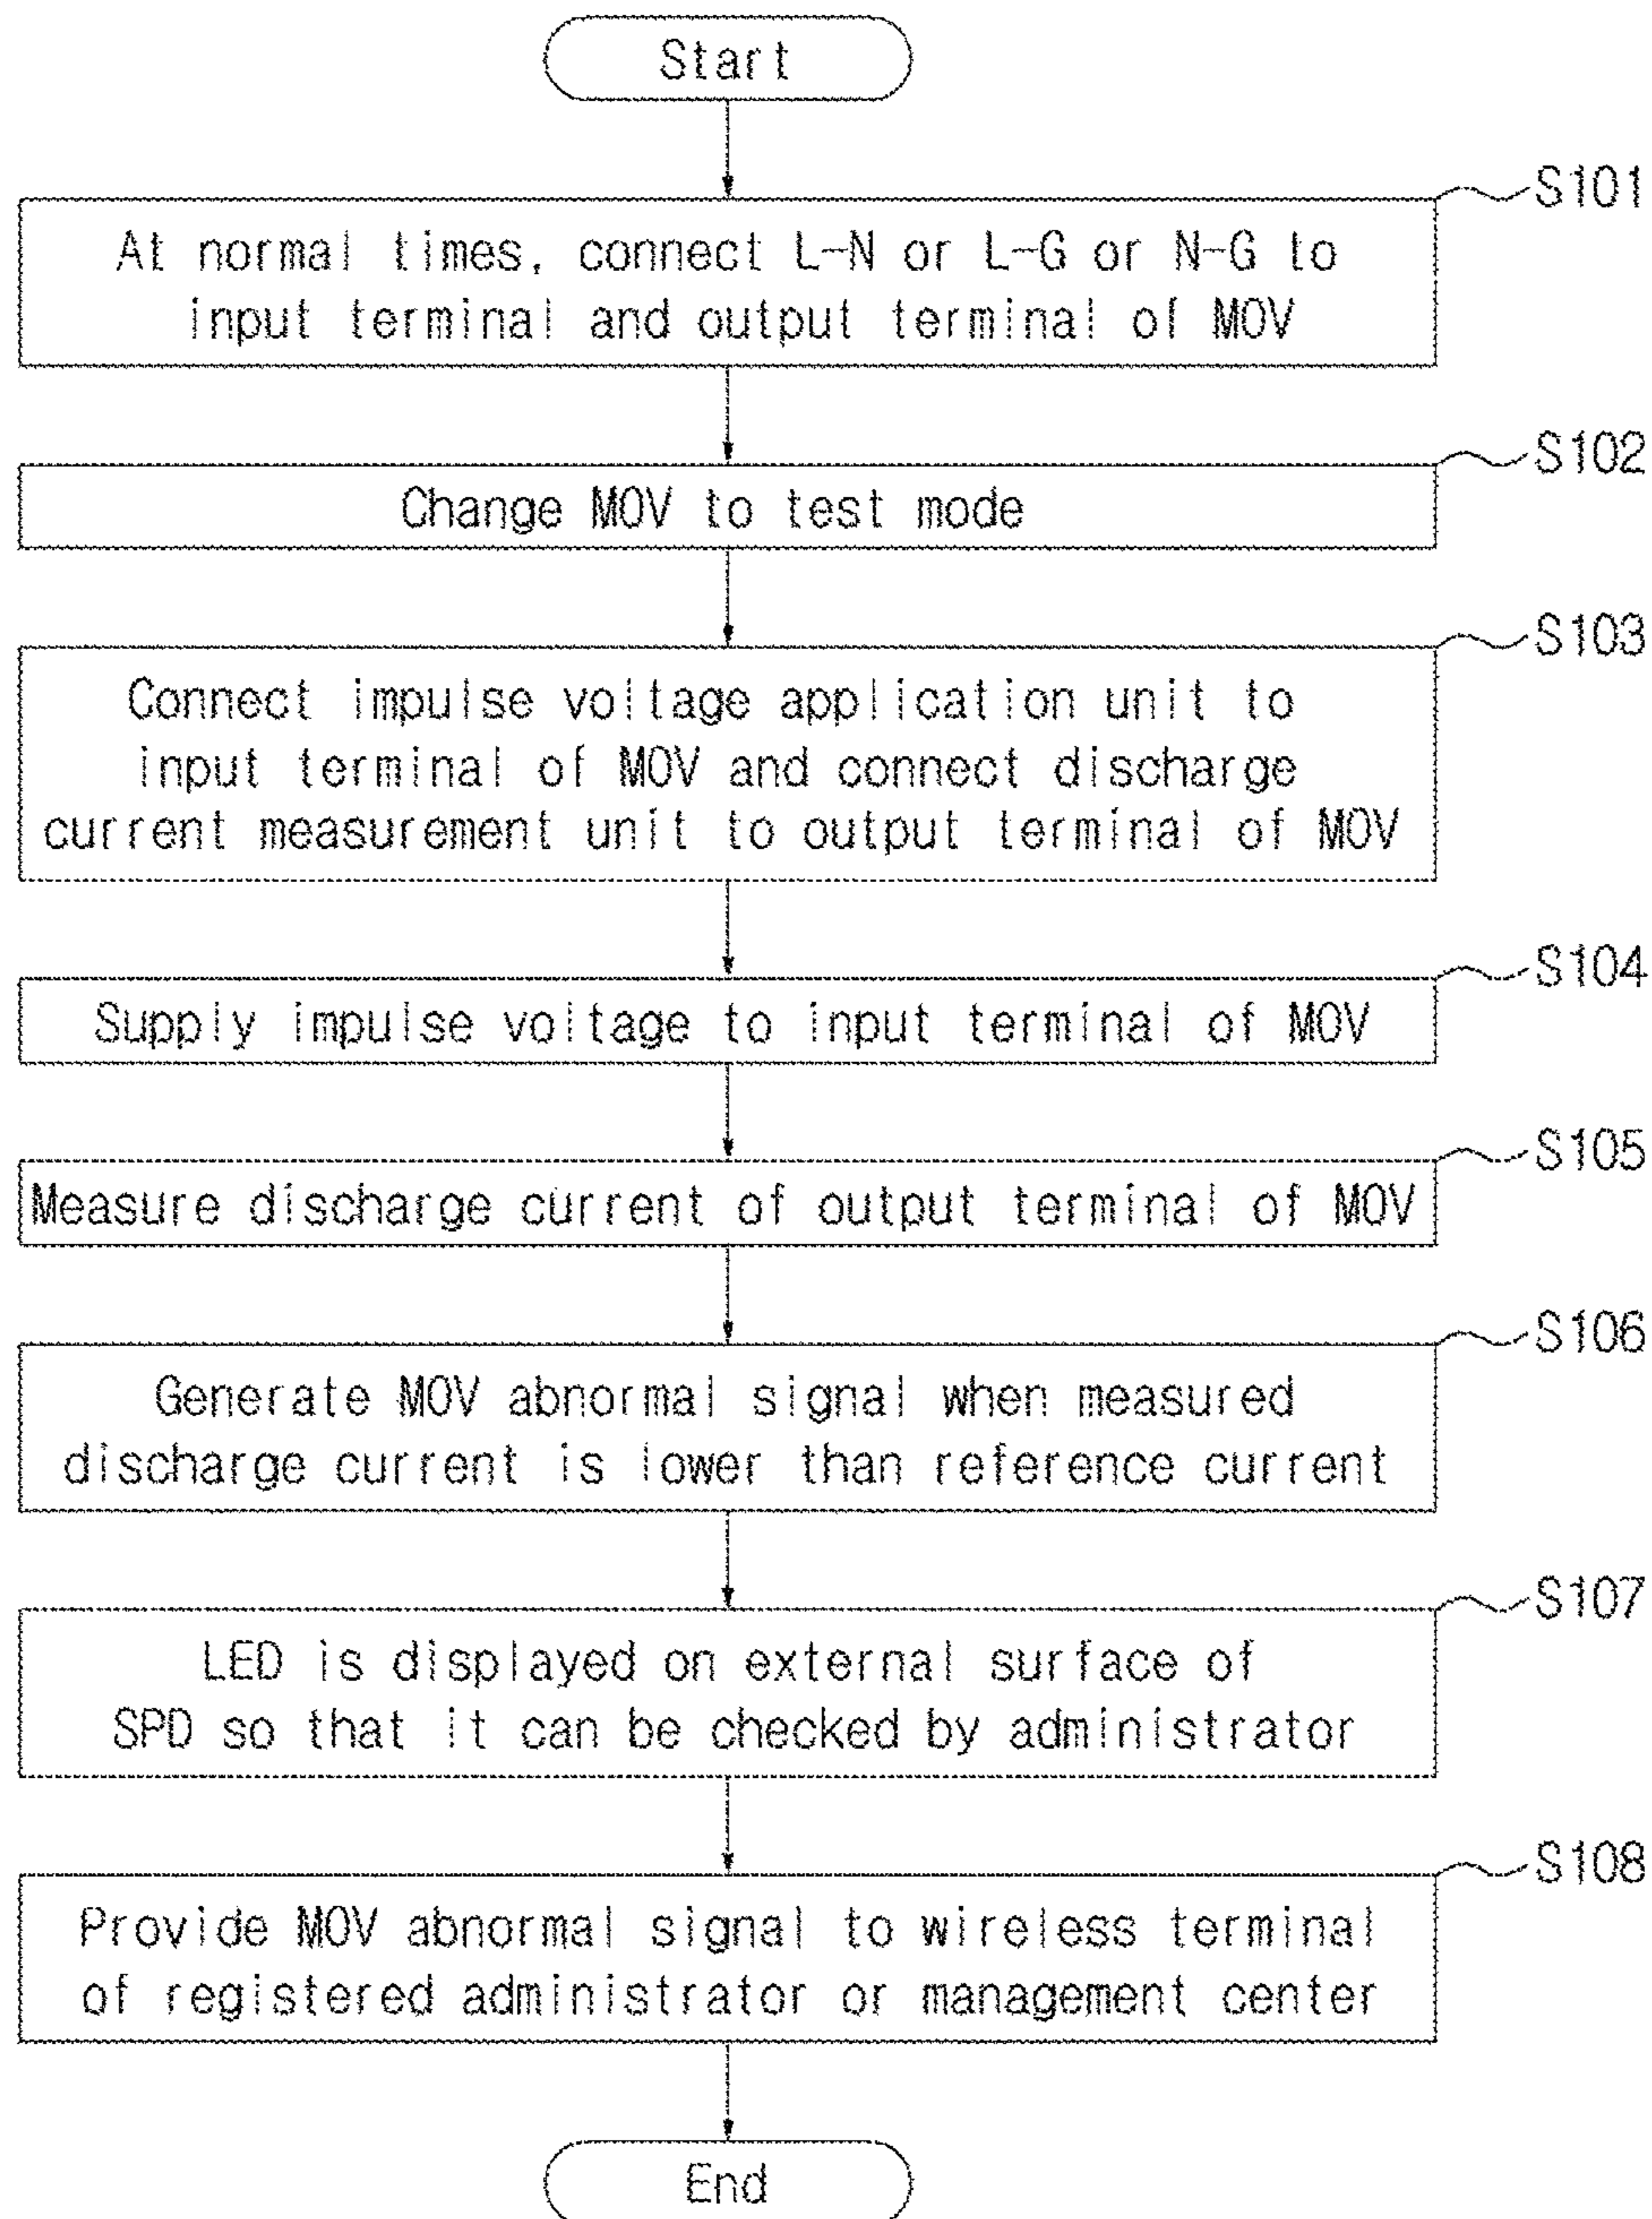 Start
S101
At normal times, connect L-N or L-G or N-G to
input terminal and output terminal of MOV
S102
Change MOV to test mode
S103
Connect impulse voltage application unit to
input terminal of MOV and connect discharge
current measurement unit to output terminal of MOV
S104
Supply impulse voltage to input terminal of MOV
S105
Measure discharge current of output terminal of MOV
S106
Generate MOV abnormal signal when measured
discharge current is lower than reference current
S107
LED is displayed on external surface of
SPD so that it can be checked by administrator
S108
Provide MOV abnormal signal to wireless terminal
of registered administrator or management center
End